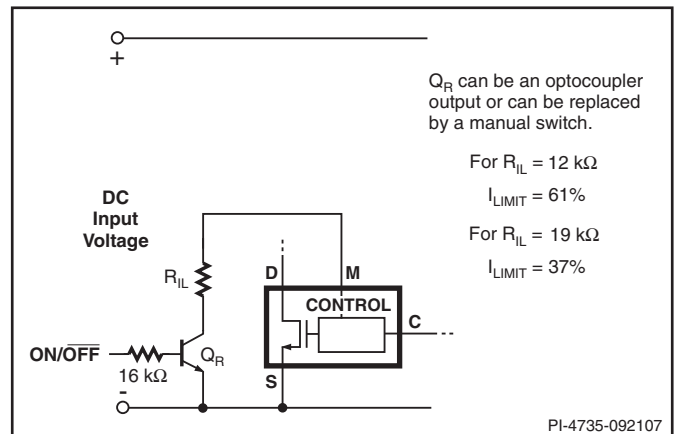 +
Q_R can be an optocoupler
output or can be replaced
by a manual switch.
For R_IL = 12 kΩ
I_LIMIT = 61%
For R_IL = 19 kΩ
I_LIMIT = 37%
DC
Input
Voltage
R_IL
D
M
CONTROL
C
ON/OFF
16 kΩ
Q_R
S
-
PI-4735-092107